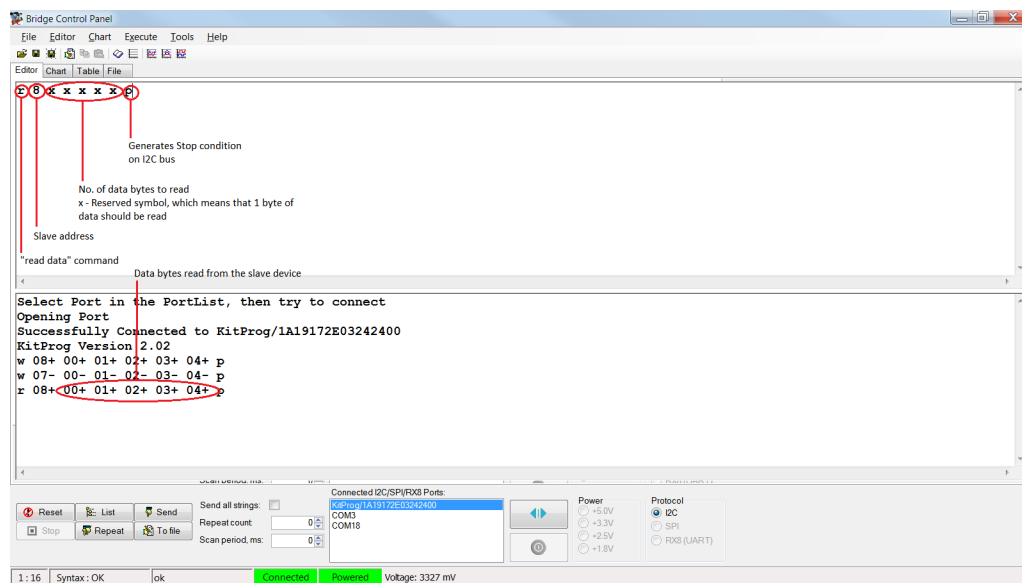 Bridge Control Panel
File Editor Chart Execute Tools Help
Editor Chart Table File
r 8 x x x x x p
Generates Stop condition
on I2C bus
No. of data bytes to read
x - Reserved symbol, which means that 1 byte of
data should be read
Slave address
"read data" command
Data bytes read from the slave device
Select Port in the PortList, then try to connect
Opening Port
Successfully Connected to KitProg/1A19172E03242400
KitProg Version 2.02
w 08+ 00+ 01+ 02+ 03+ 04+ p
w 07- 00- 01- 02- 03- 04- p
r 08+ 00+ 01+ 02+ 03+ 04+ p
Connected I2C/SPI/RX8 Ports:
KitProg/1A19172E03242400
COM3
COM18
Reset List Send
Stop Repeat To file
Send all strings:
Repeat count: 0
Scan period, ms: 0
Power
+5.0V
+3.3V
+2.5V
+1.8V
Protocol
I2C
SPI
RX8 (UART)
1 : 16 Syntax : OK ok Connected Powered Voltage: 3327 mV